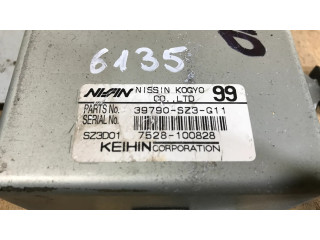 6135
NISSIN NISSIN KOGYO 99
CO.,LTD
PARTS No. 39790-SZ3-G11
SERIAL No.
SZ3D01 7528-100828
KEIHIN CORPORATION